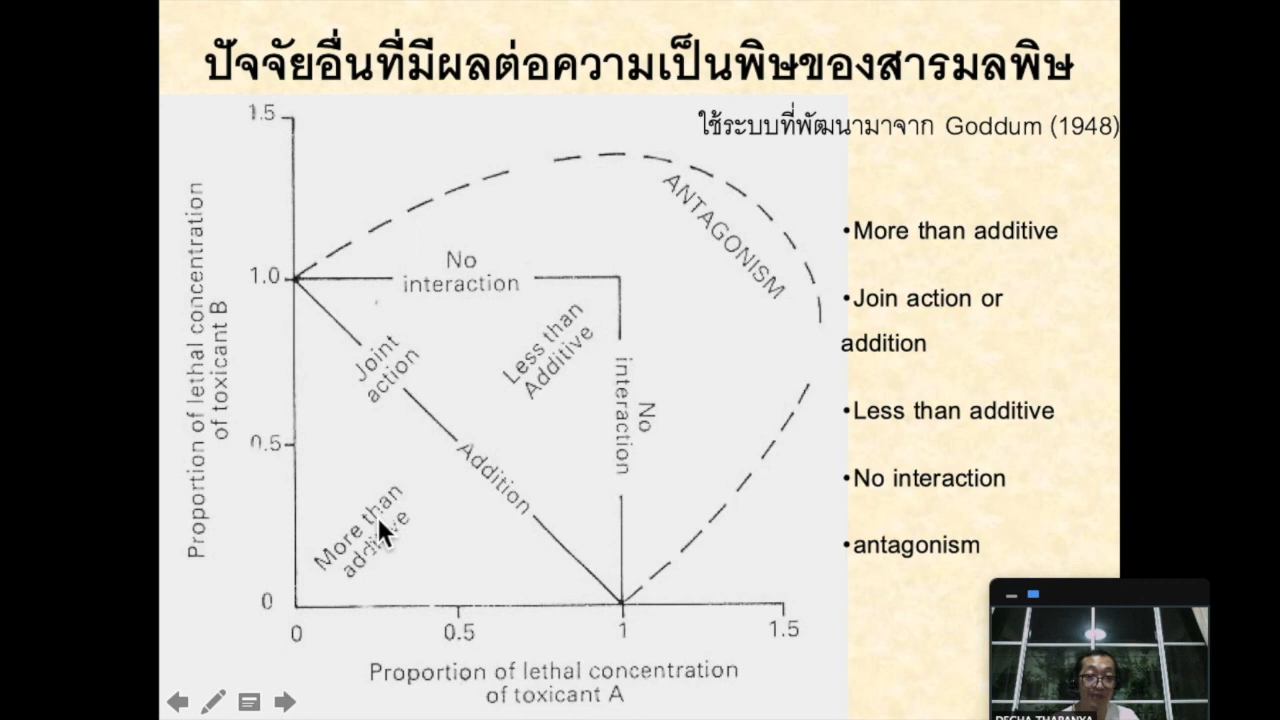 ปัจจัยอื่นที่มีผลต่อความเป็นพิษของสารมลพิษ
ใช้ระบบที่พัฒนามาจาก Goddum (1948)
1.5
1.0
0.5
0
0
0.5
1
1.5
Proportion of lethal concentration
of toxicant B
Proportion of lethal concentration
of toxicant A
No
interaction
ANTAGONISM
Joint
action
Less than
Additive
No
interaction
Addition
More than
additive
•More than additive
•Join action or
addition
•Less than additive
•No interaction
•antagonism
DECHA THAPANYA